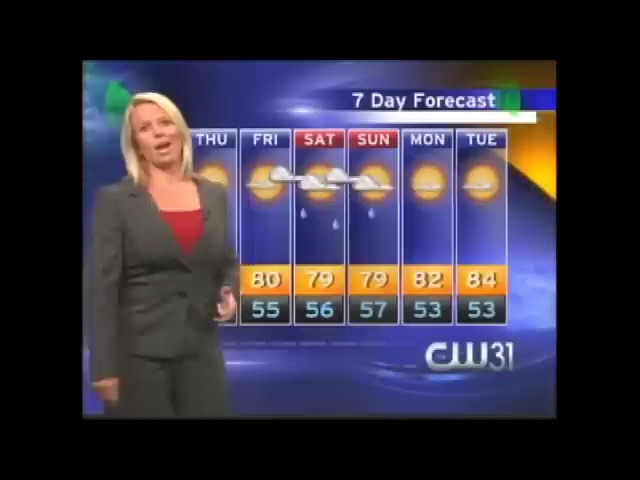 7 Day Forecast
THU FRI SAT SUN MON TUE
80 79 79 82 84
55 56 57 53 53
CW31